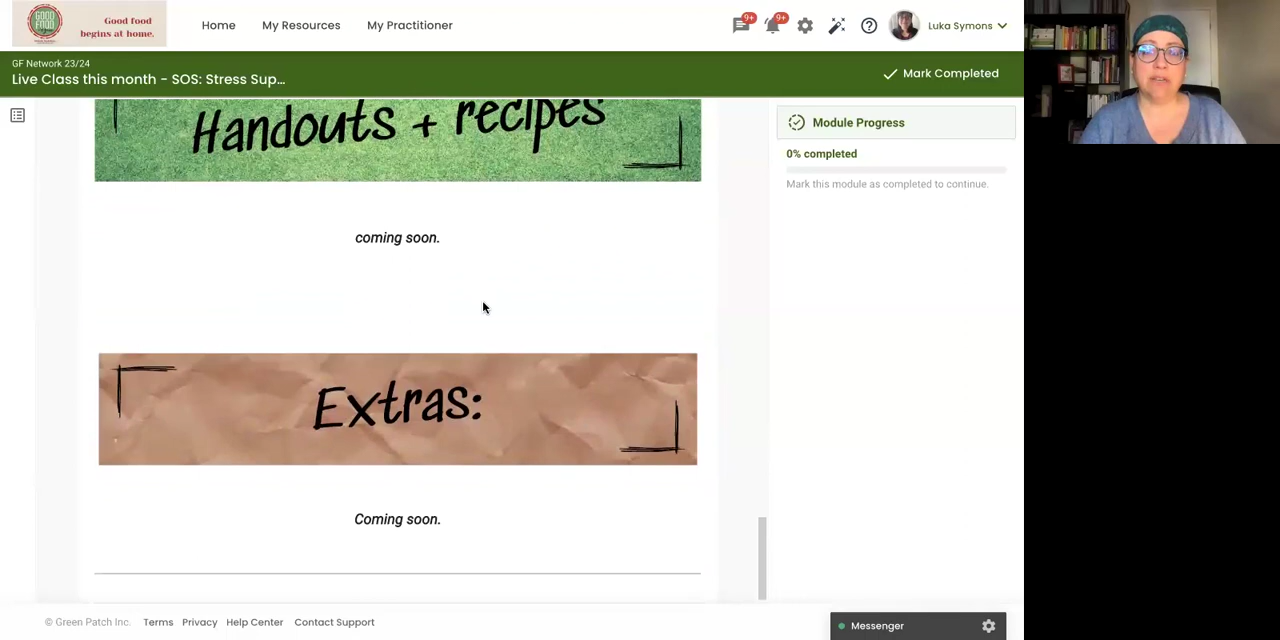 GOOD
FOOD
Good food
begins at home.
Home
My Resources
My Practitioner
9+
9+
Luka Symons
GF Network 23/24
Live Class this month - SOS: Stress Sup...
Mark Completed
Handouts + recipes
Module Progress
0% completed
Mark this module as completed to continue.
coming soon.
Extras:
Coming soon.
© Green Patch Inc.
Terms
Privacy
Help Center
Contact Support
Messenger